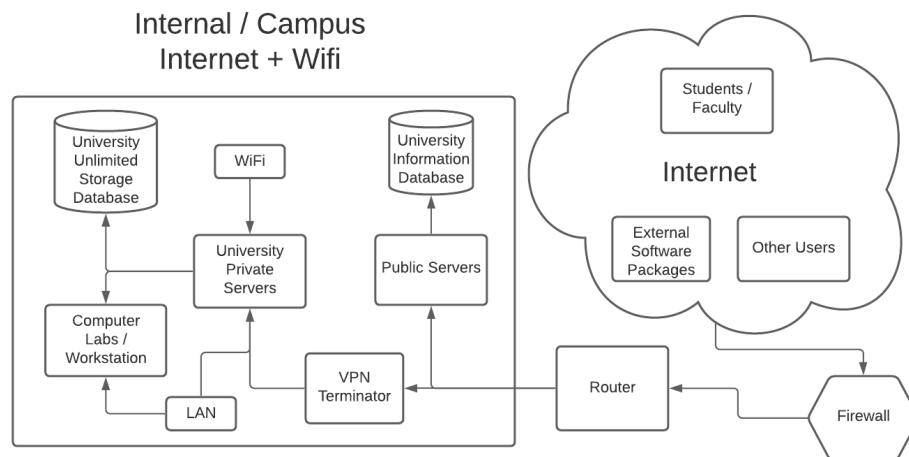 Internal / Campus
Internet + Wifi
University
Unlimited
Storage
Database
WiFi
University
Information
Database
University
Private
Servers
Public Servers
Computer
Labs /
Workstation
LAN
VPN
Terminator
Students /
Faculty
Internet
External
Software
Packages
Other Users
Router
Firewall